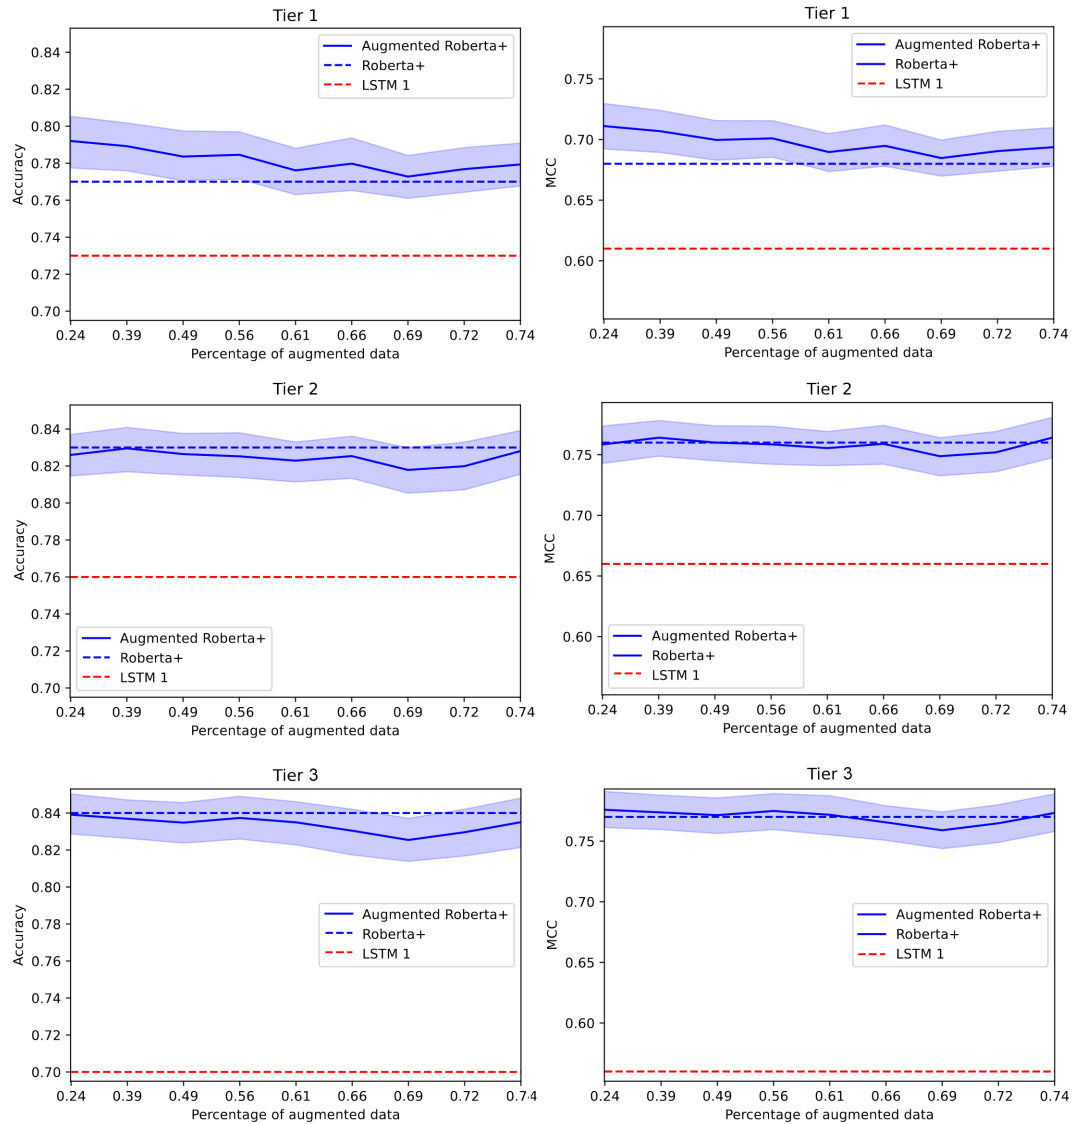 Tier 1
Accuracy
0.84
0.82
0.80
0.78
0.76
0.74
0.72
0.70
Augmented Roberta+
Roberta+
LSTM 1
0.24 0.39 0.49 0.56 0.61 0.66 0.69 0.72 0.74
Percentage of augmented data
Tier 1
MCC
0.75
0.70
0.65
0.60
Augmented Roberta+
Roberta+
LSTM 1
0.24 0.39 0.49 0.56 0.61 0.66 0.69 0.72 0.74
Percentage of augmented data
Tier 2
Accuracy
0.84
0.82
0.80
0.78
0.76
0.74
0.72
0.70
Augmented Roberta+
Roberta+
LSTM 1
0.24 0.39 0.49 0.56 0.61 0.66 0.69 0.72 0.74
Percentage of augmented data
Tier 2
MCC
0.75
0.70
0.65
0.60
Augmented Roberta+
Roberta+
LSTM 1
0.24 0.39 0.49 0.56 0.61 0.66 0.69 0.72 0.74
Percentage of augmented data
Tier 3
Accuracy
0.84
0.82
0.80
0.78
0.76
0.74
0.72
0.70
Augmented Roberta+
Roberta+
LSTM 1
0.24 0.39 0.49 0.56 0.61 0.66 0.69 0.72 0.74
Percentage of augmented data
Tier 3
MCC
0.75
0.70
0.65
0.60
Augmented Roberta+
Roberta+
LSTM 1
0.24 0.39 0.49 0.56 0.61 0.66 0.69 0.72 0.74
Percentage of augmented data